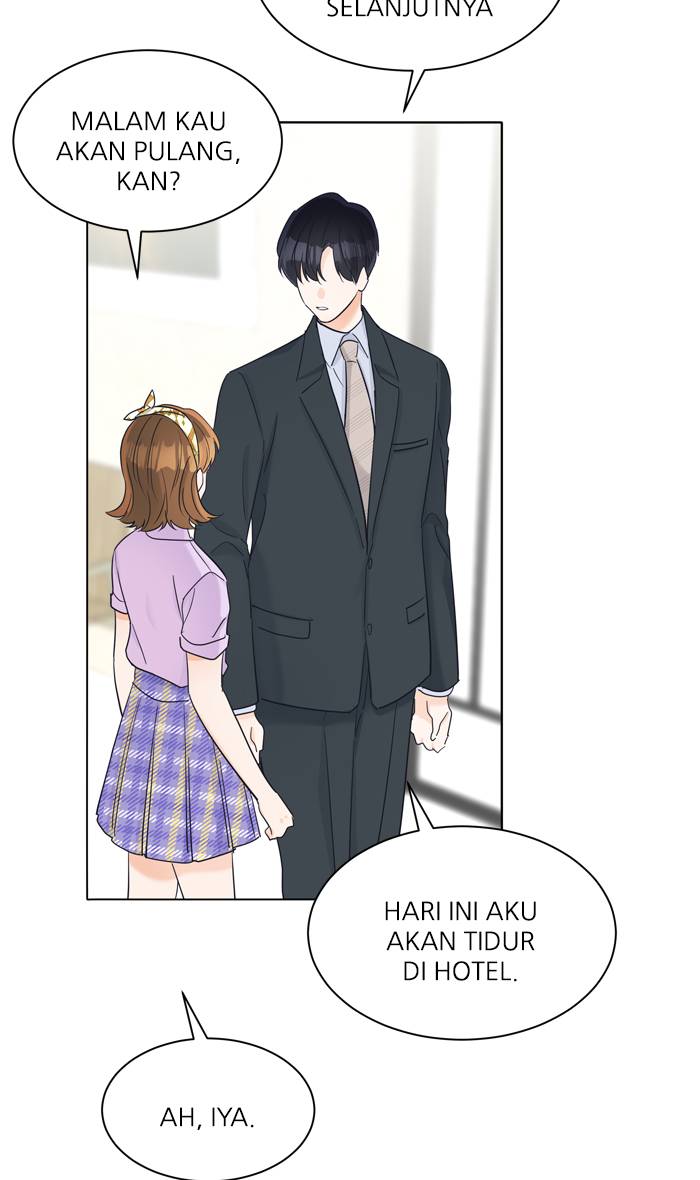 SELANJUTNYA
MALAM KAU
AKAN PULANG,
KAN?
HARI INI AKU
AKAN TIDUR
DI HOTEL.
AH, IYA.